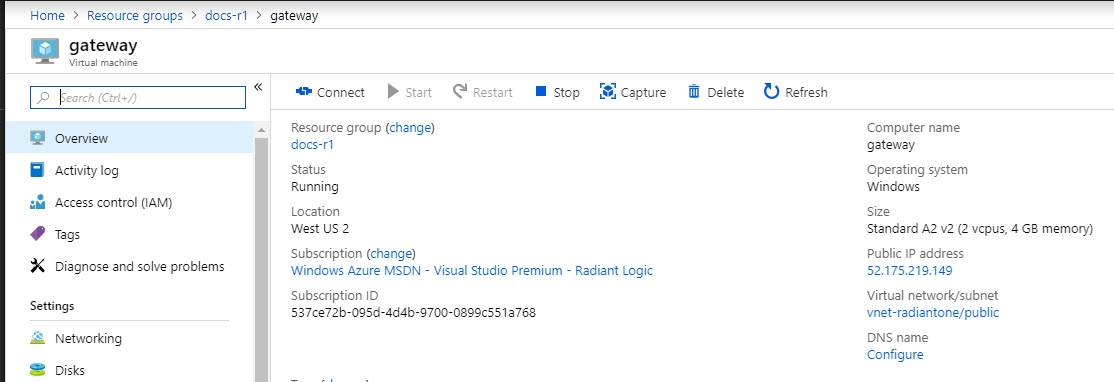 Home > Resource groups > docs-r1 > gateway
gateway
Virtual machine
Search (Ctrl+/)
«
Overview
Activity log
Access control (IAM)
Tags
Diagnose and solve problems
Settings
Networking
Disks
Connect Start Restart Stop Capture Delete Refresh
Resource group (change)
docs-r1
Status
Running
Location
West US 2
Subscription (change)
Windows Azure MSDN - Visual Studio Premium - Radiant Logic
Subscription ID
537ce72b-095d-4d4b-9700-0899c551a768
Computer name
gateway
Operating system
Windows
Size
Standard A2 v2 (2 vcpus, 4 GB memory)
Public IP address
52.175.219.149
Virtual network/subnet
vnet-radiantone/public
DNS name
Configure